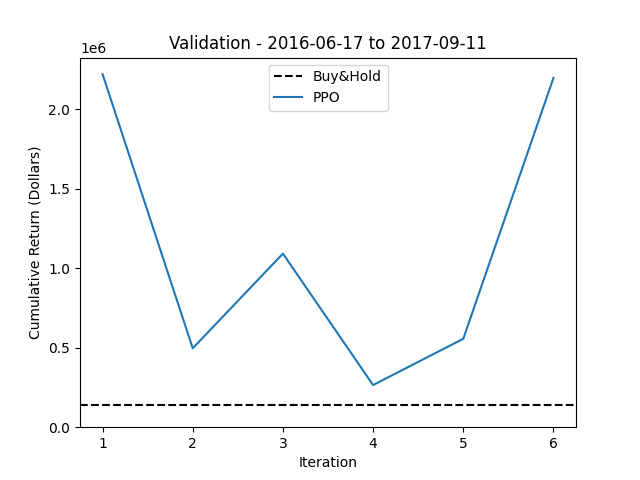 Validation - 2016-06-17 to 2017-09-11
1e6
Buy&Hold
PPO
Cumulative Return (Dollars)
2.0
1.5
1.0
0.5
0.0
1 2 3 4 5 6
Iteration